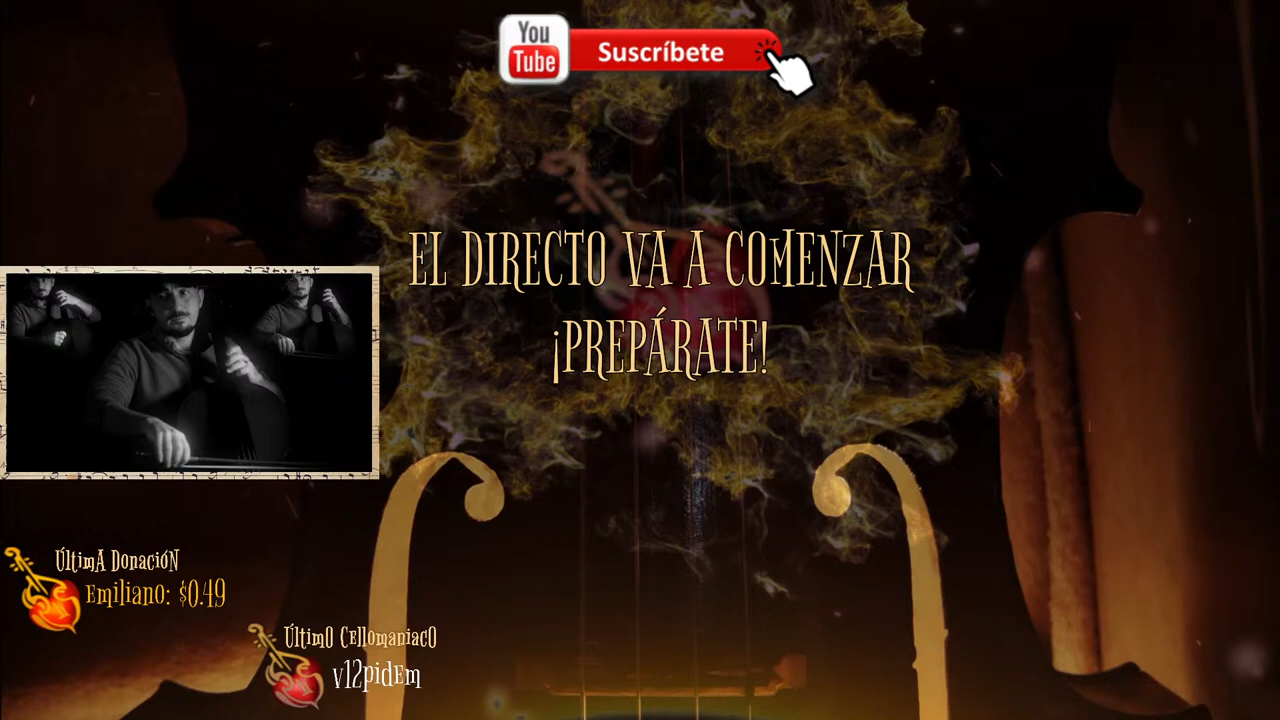 You
Tube
Suscríbete
EL DIRECTO VA A COMENZAR
¡PREPÁRATE!
ÚltimA DonacióN
Emiliano: $0.49
ÚltimO CellomaniacO
v12pidEm